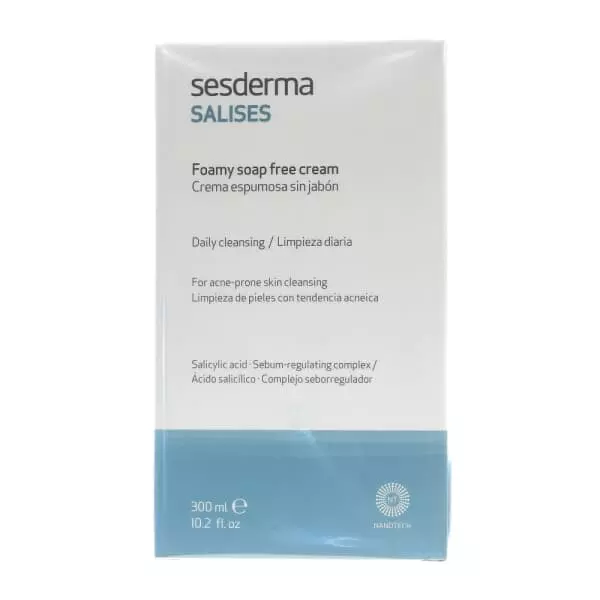 sesderma
SALISES
Foamy soap free cream
Crema espumosa sin jabón
Daily cleansing / Limpieza diaria
For acne-prone skin cleansing
Limpieza de pieles con tendencia acneica
Salicylic acid · Sebum-regulating complex /
Ácido salicílico · Complejo seborregulador
300 ml ℮
10.2 fl. oz
NT
NANOTECH